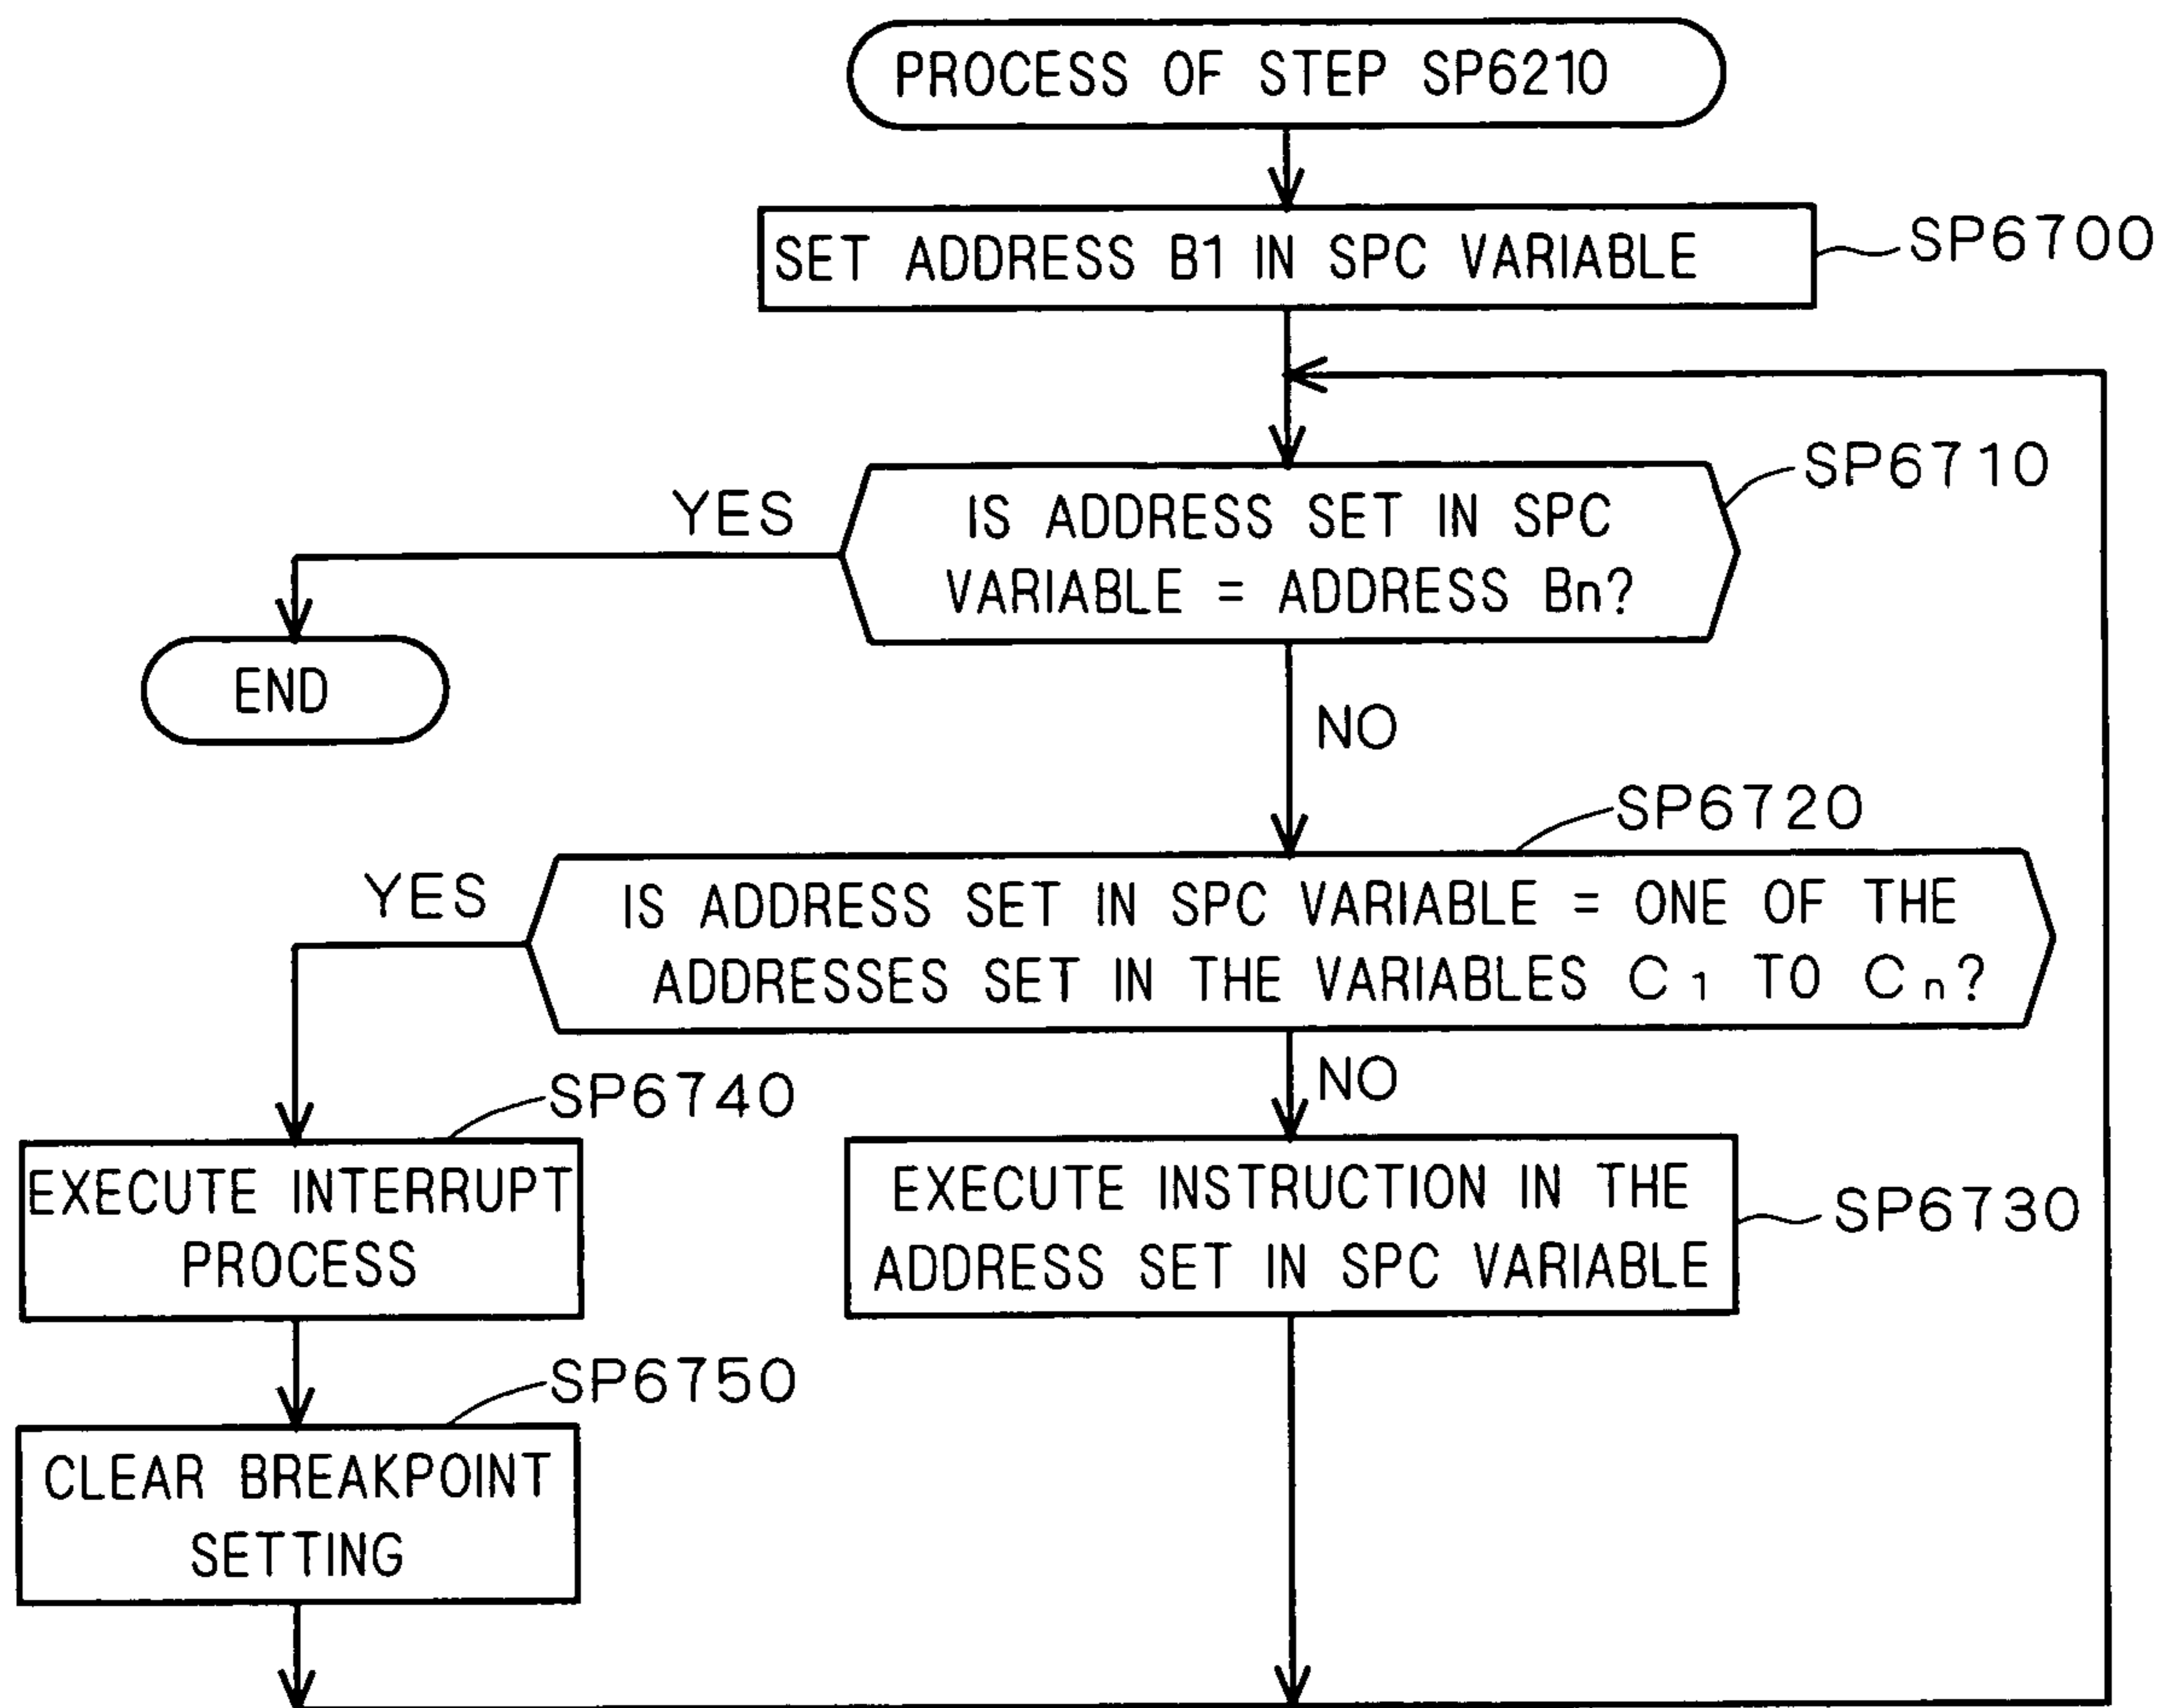 PROCESS OF STEP SP6210
SET ADDRESS B1 IN SPC VARIABLE
SP6700
SP6710
YES
IS ADDRESS SET IN SPC
VARIABLE = ADDRESS Bn?
END
NO
SP6720
YES
IS ADDRESS SET IN SPC VARIABLE = ONE OF THE
ADDRESSES SET IN THE VARIABLES C1 TO Cn?
SP6740
NO
EXECUTE INTERRUPT
PROCESS
EXECUTE INSTRUCTION IN THE
ADDRESS SET IN SPC VARIABLE
SP6730
SP6750
CLEAR BREAKPOINT
SETTING